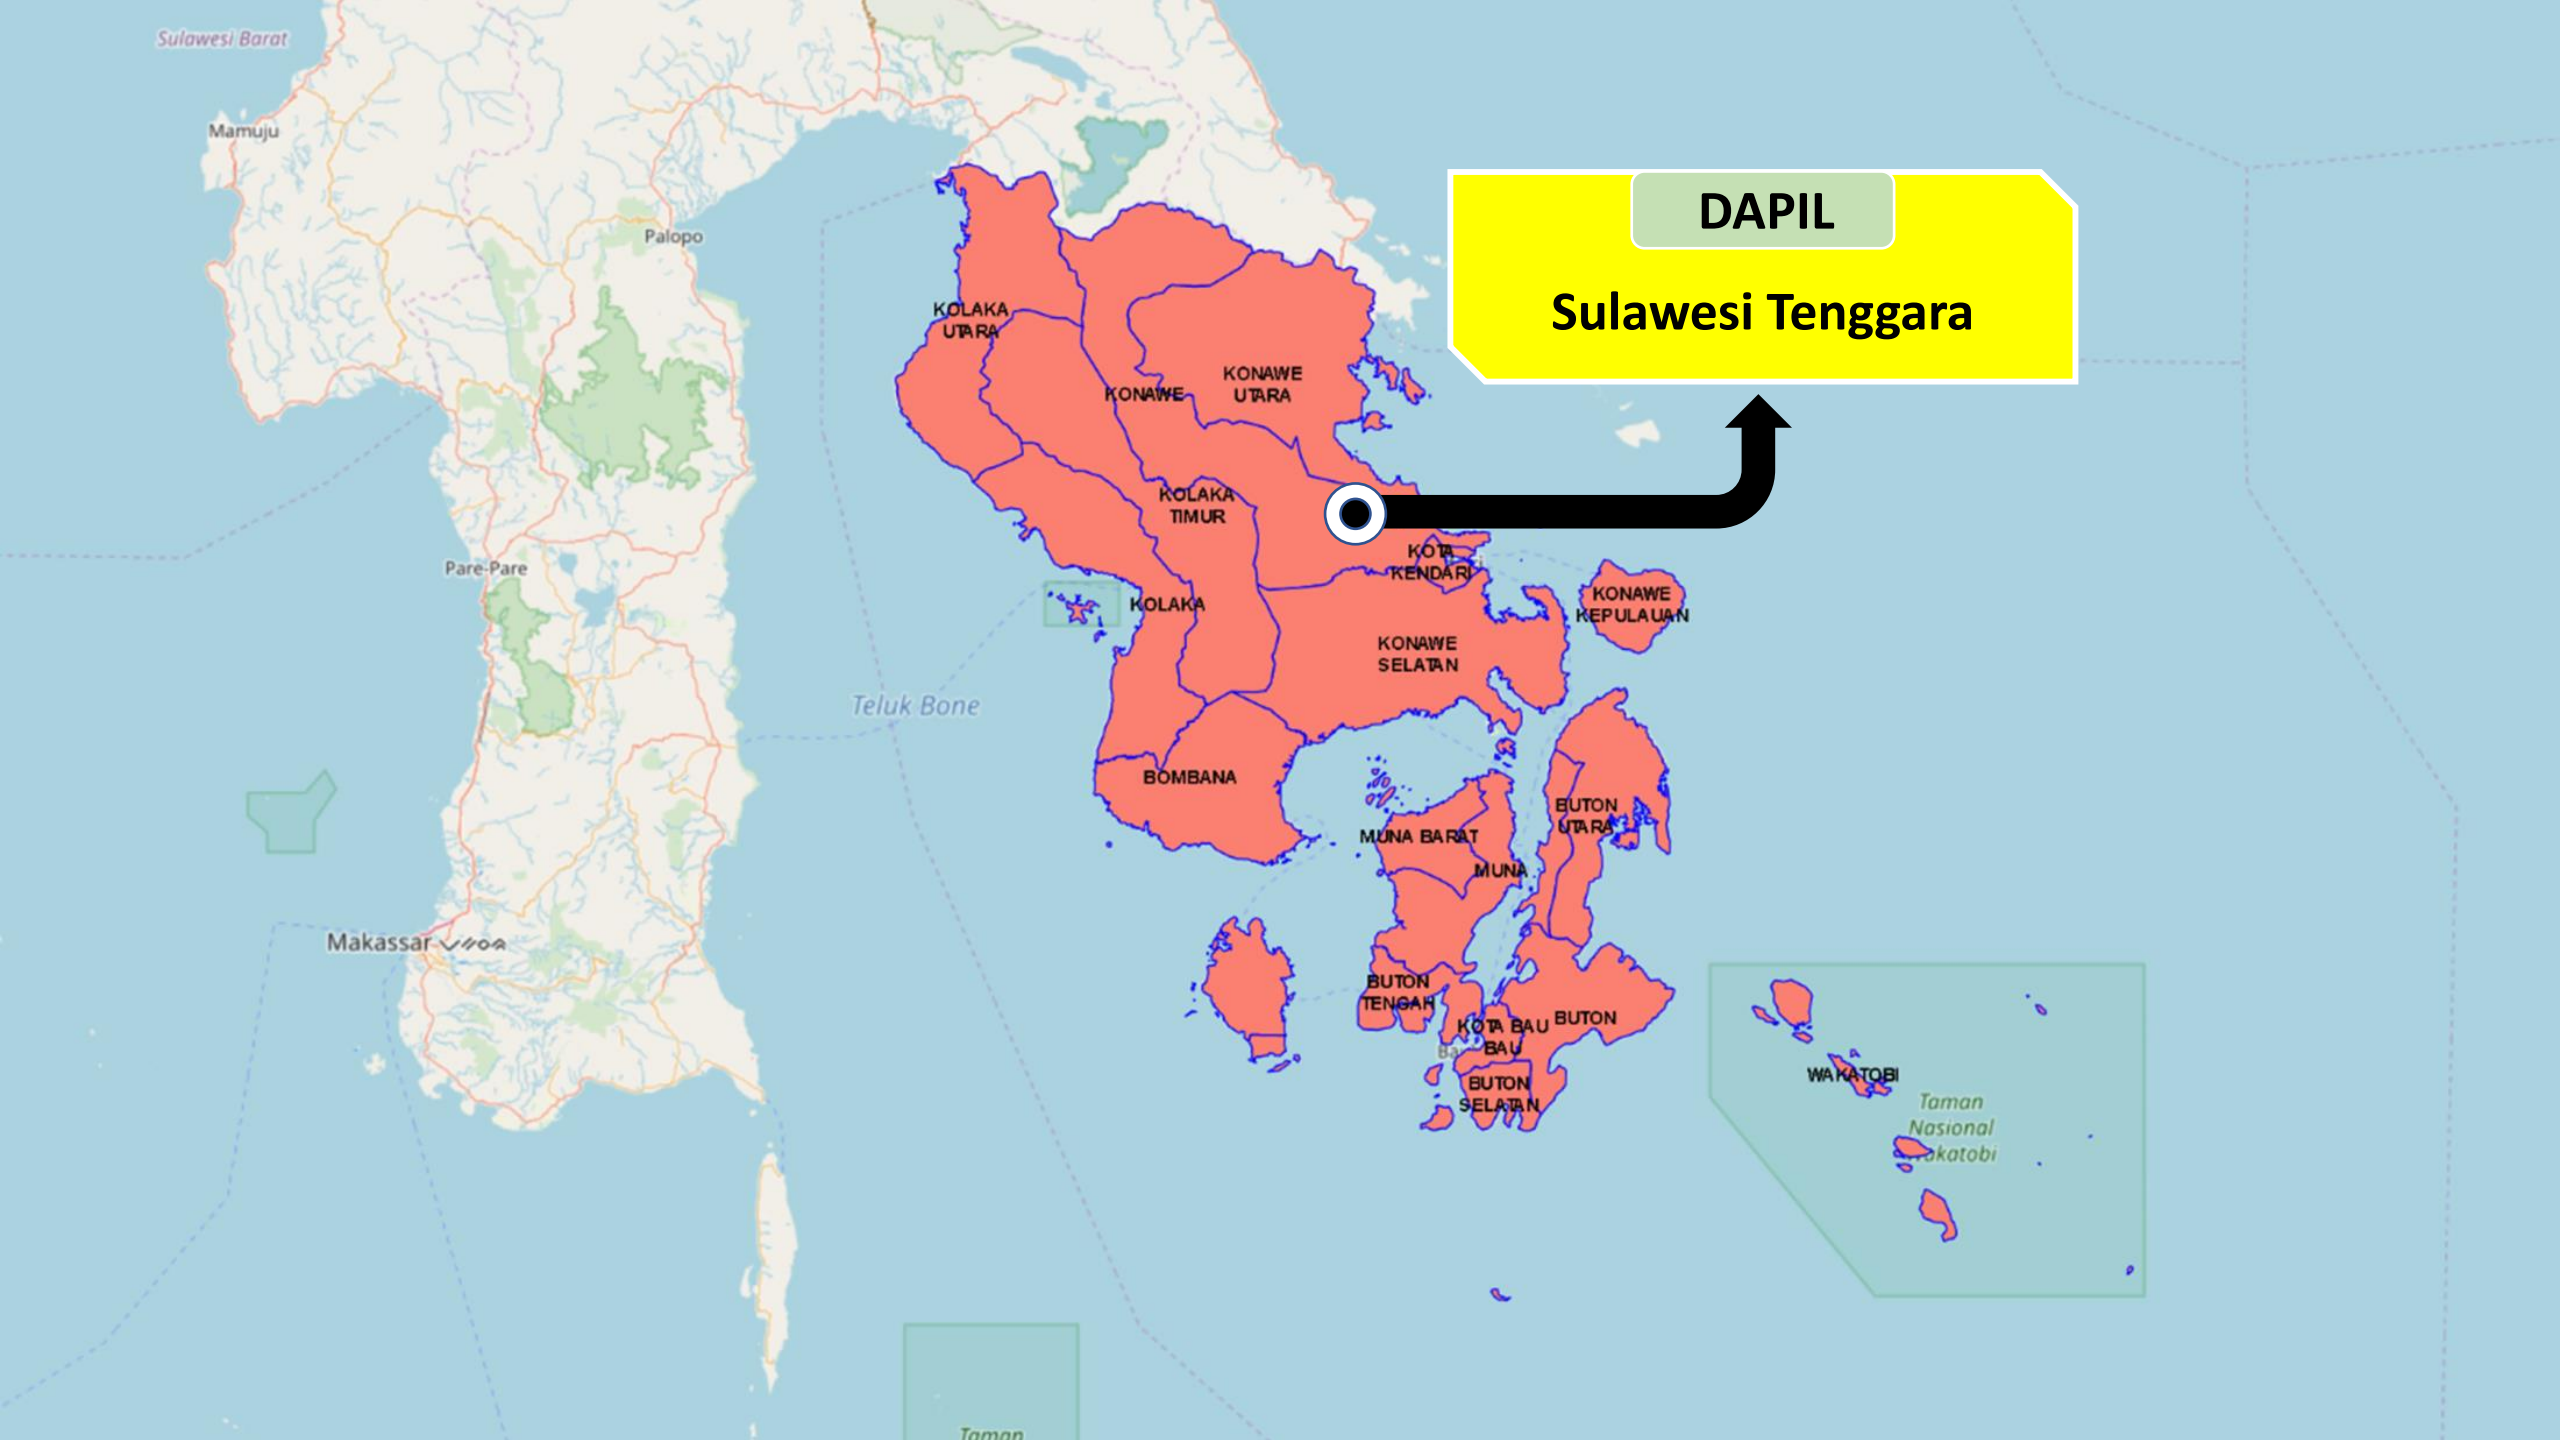 Sulawesi Barat
Mamuju
Palopo
DAPIL
Sulawesi Tenggara
KOLAKA
UTARA
KONAWE
KONAWE
UTARA
KOLAKA
TIMUR
KOTA
KENDARI
Pare-Pare
KOLAKA
KONAWE
KEPULAUAN
KONAWE
SELATAN
Teluk Bone
BOMBANA
BUTON
UTARA
MUNA BARAT
MUNA
Makassar
BUTON
TENGAH
KOTA BAU
BAU
BUTON
BUTON
SELATAN
WAKATOBI
Taman
Nasional
Wakatobi
Taman